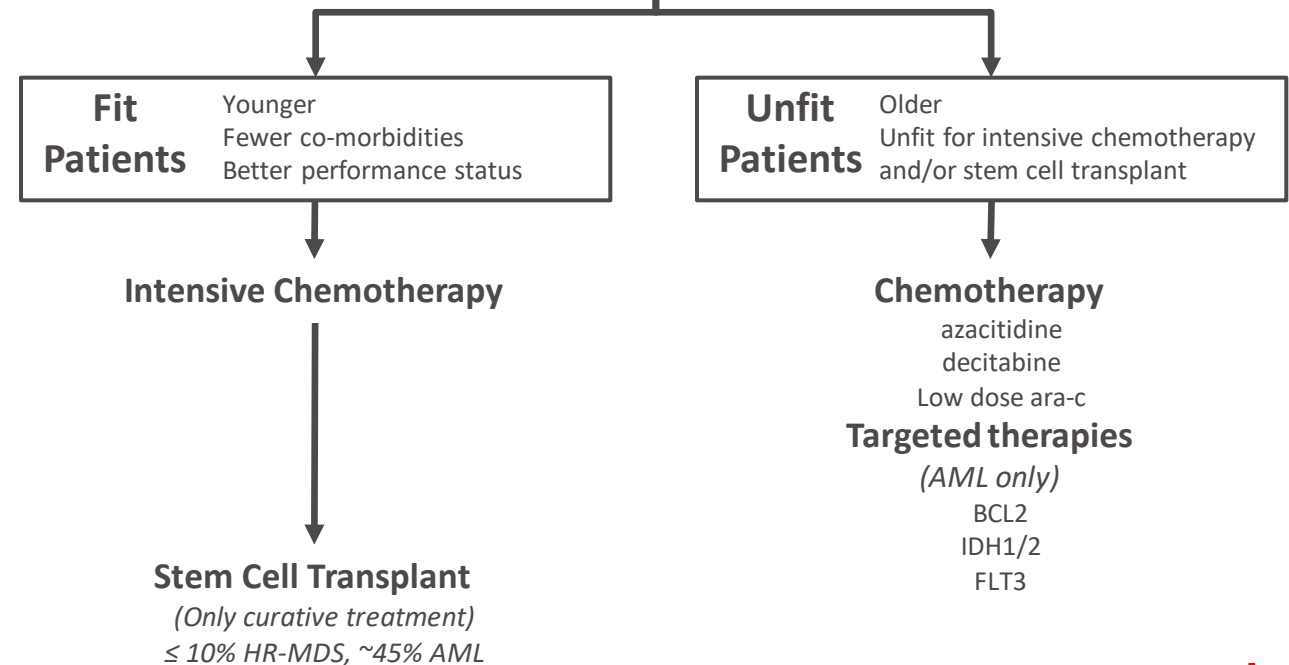 Fit
Patients
Younger
Fewer co-morbidities
Better performance status
Unfit
Patients
Older
Unfit for intensive chemotherapy
and/or stem cell transplant
Intensive Chemotherapy
Stem Cell Transplant
(Only curative treatment)
≤ 10% HR-MDS, ~45% AML
Chemotherapy
azacitidine
decitabine
Low dose ara-c
Targeted therapies
(AML only)
BCL2
IDH1/2
FLT3